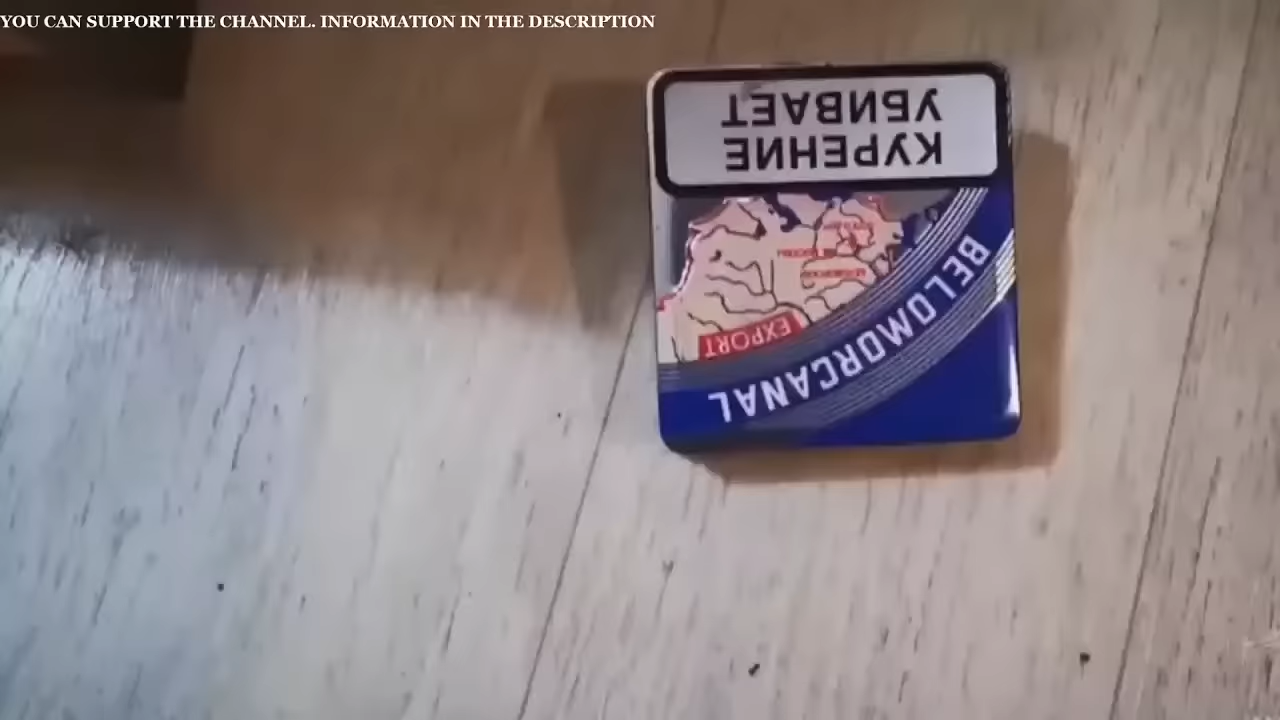 YOU CAN SUPPORT THE CHANNEL. INFORMATION IN THE DESCRIPTION
КУРЕНИЕ
УБИВАЕТ
BELOMORCANAL
EXPORT